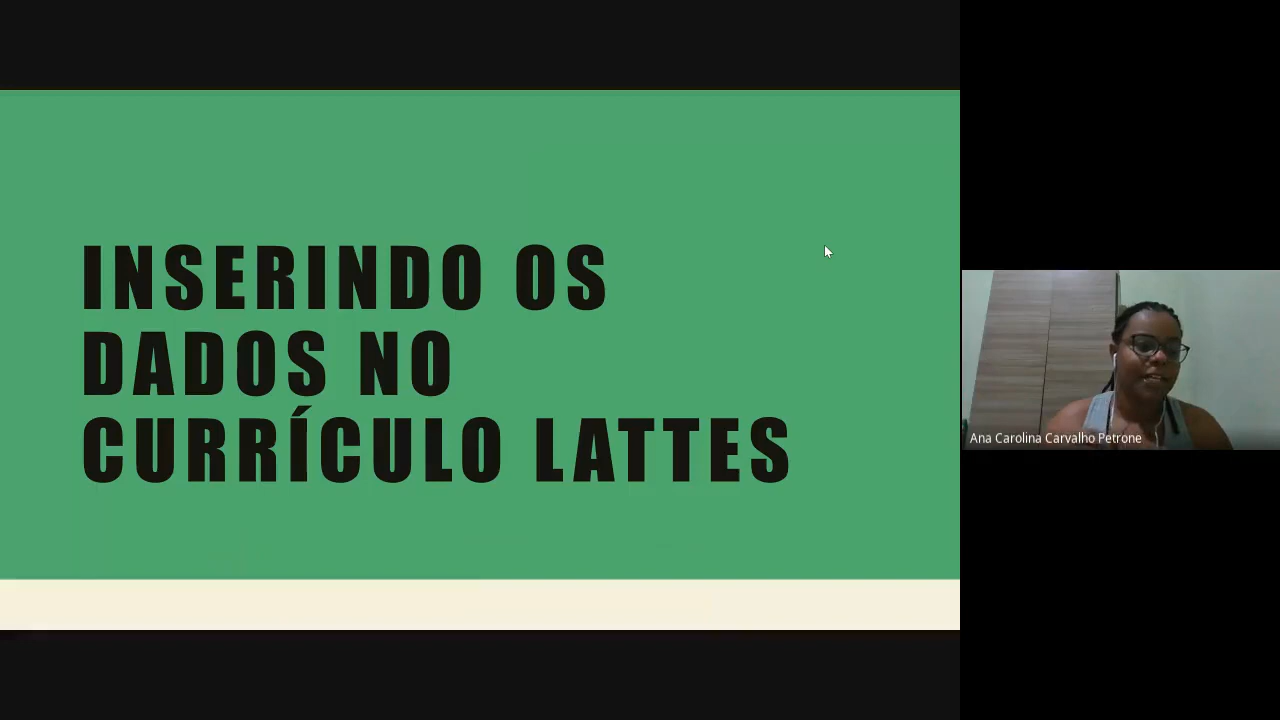 INSERINDO OS
DADOS NO
CURRÍCULO LATTES
Ana Carolina Carvalho Petrone